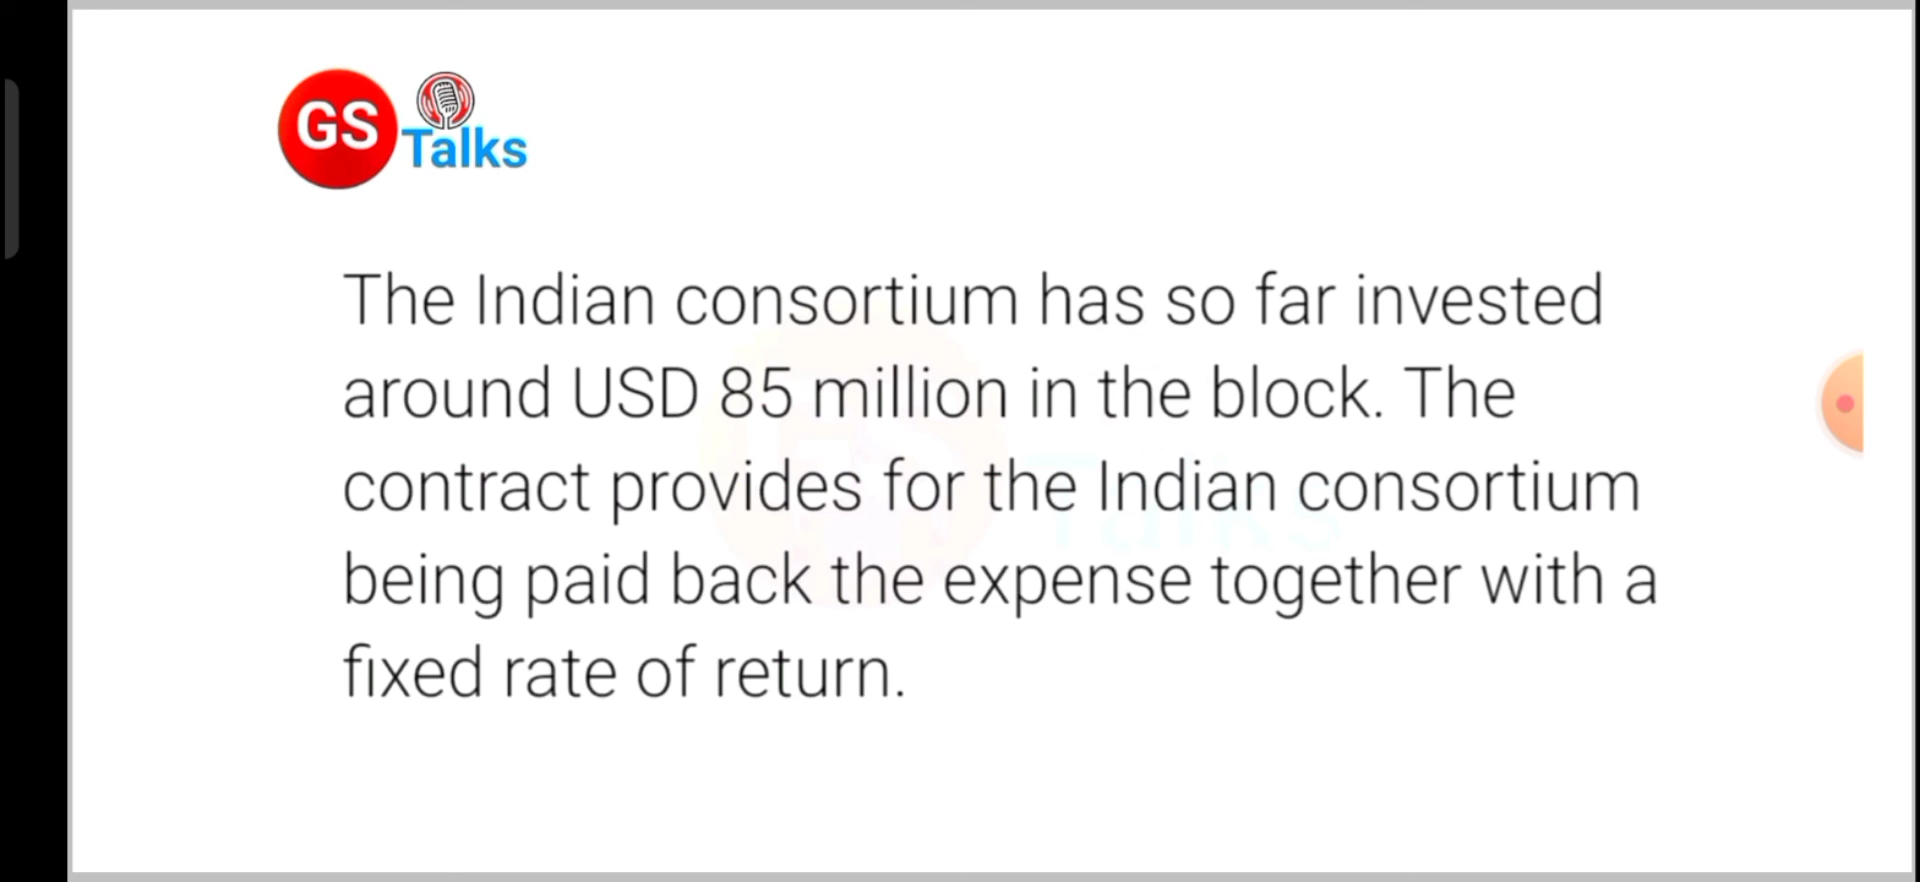 GS
Talks
The Indian consortium has so far invested
around USD 85 million in the block. The
contract provides for the Indian consortium
being paid back the expense together with a
fixed rate of return.
Talks